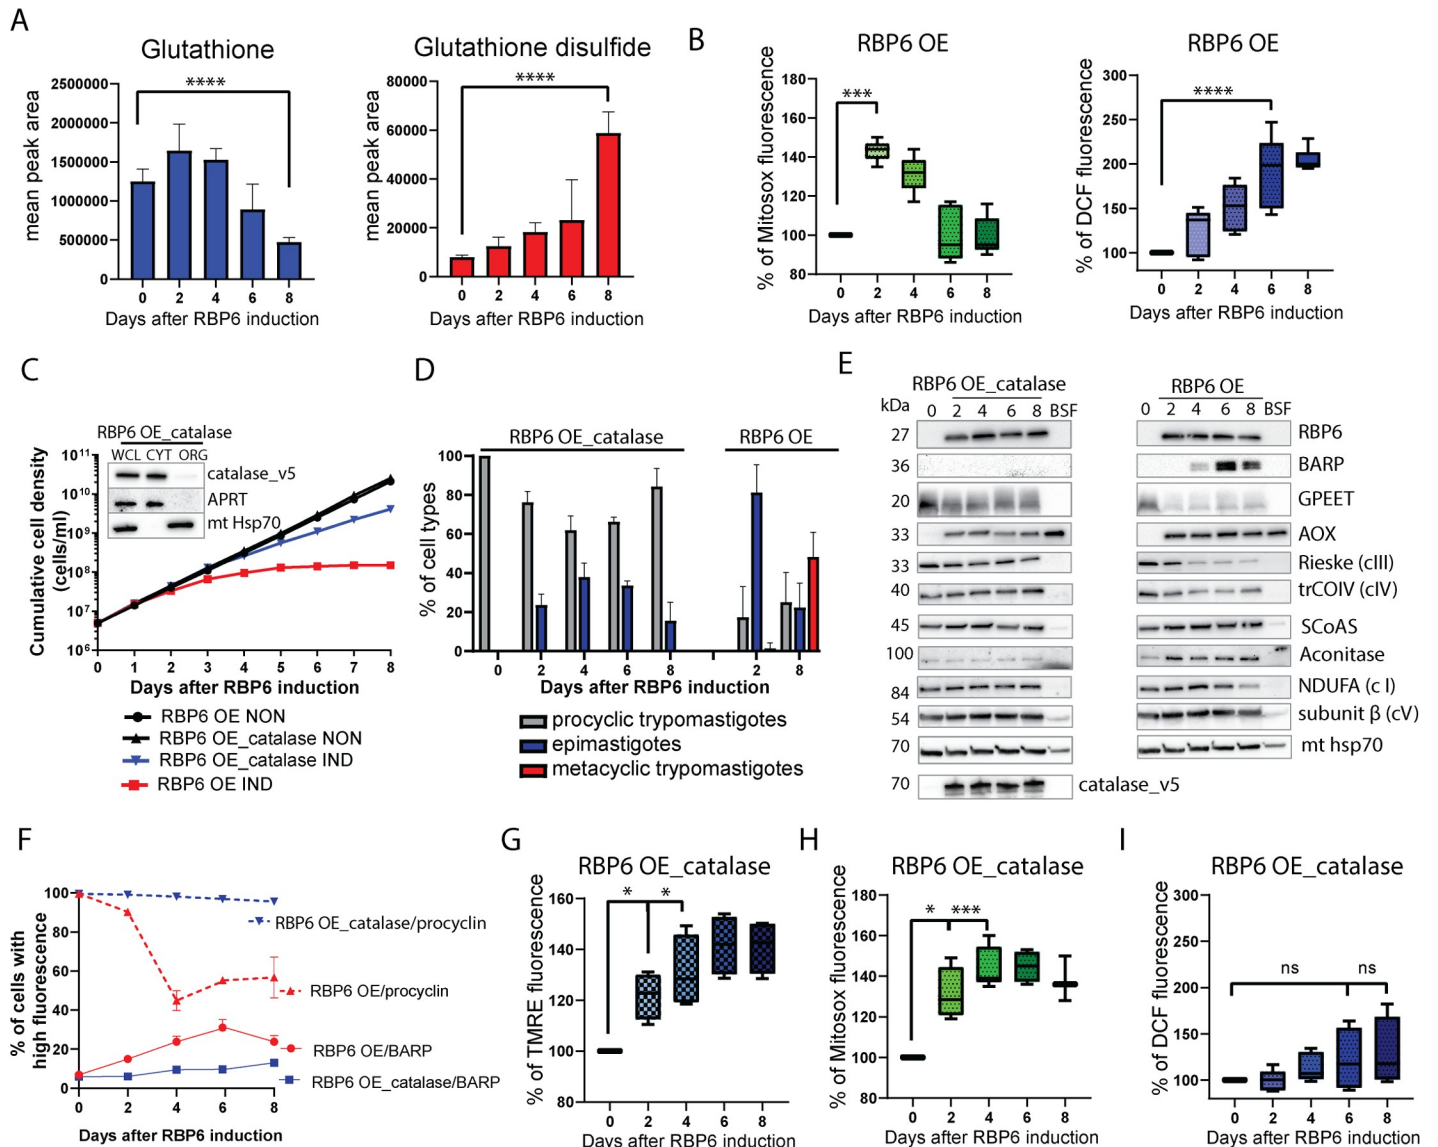 A
Glutathione
mean peak area
2500000
2000000
1500000
1000000
500000
0
****
0 2 4 6 8
Days after RBP6 induction
Glutathione disulfide
mean peak area
80000
60000
40000
20000
0
****
0 2 4 6 8
Days after RBP6 induction
B
RBP6 OE
% of Mitosox fluorescence
180
160
140
120
100
80
***
0 2 4 6 8
Days after RBP6 induction
RBP6 OE
% of DCF fluorescence
300
250
200
150
100
****
0 2 4 6 8
Days after RBP6 induction
C
RBP6 OE_catalase
WCL CYT ORG
catalase_v5
APRT
mt Hsp70
Cumulative cell density
(cells/ml)
10¹¹
10¹⁰
10⁹
10⁸
10⁷
10⁶
0 1 2 3 4 5 6 7 8
Days after RBP6 induction
RBP6 OE NON
RBP6 OE_catalase NON
RBP6 OE_catalase IND
RBP6 OE IND
D
RBP6 OE_catalase
RBP6 OE
% of cell types
100
80
60
40
20
0
0 2 4 6 8 2 8
Days after RBP6 induction
procyclic trypomastigotes
epimastigotes
metacyclic trypomastigotes
E
RBP6 OE_catalase
RBP6 OE
kDa
0 2 4 6 8 BSF
0 2 4 6 8 BSF
27 RBP6
36 BARP
20 GPEET
33 AOX
33 Rieske (cIII)
40 trCOIV (cIV)
45 SCoAS
100 Aconitase
84 NDUFA (c I)
54 subunit β (cV)
70 mt hsp70
70 catalase_v5
F
% of cells with
high fluorescence
100
80
60
40
20
0
0 2 4 6 8
Days after RBP6 induction
RBP6 OE_catalase/procyclin
RBP6 OE/procyclin
RBP6 OE/BARP
RBP6 OE_catalase/BARP
G
RBP6 OE_catalase
% of TMRE fluorescence
160
140
120
100
80
* *
0 2 4 6 8
Days after RBP6 induction
H
RBP6 OE_catalase
% of Mitosox fluorescence
180
160
140
120
100
80
* ***
0 2 4 6 8
Days after RBP6 induction
I
RBP6 OE_catalase
% of DCF fluorescence
300
250
200
150
100
ns ns
0 2 4 6 8
Days after RBP6 induction